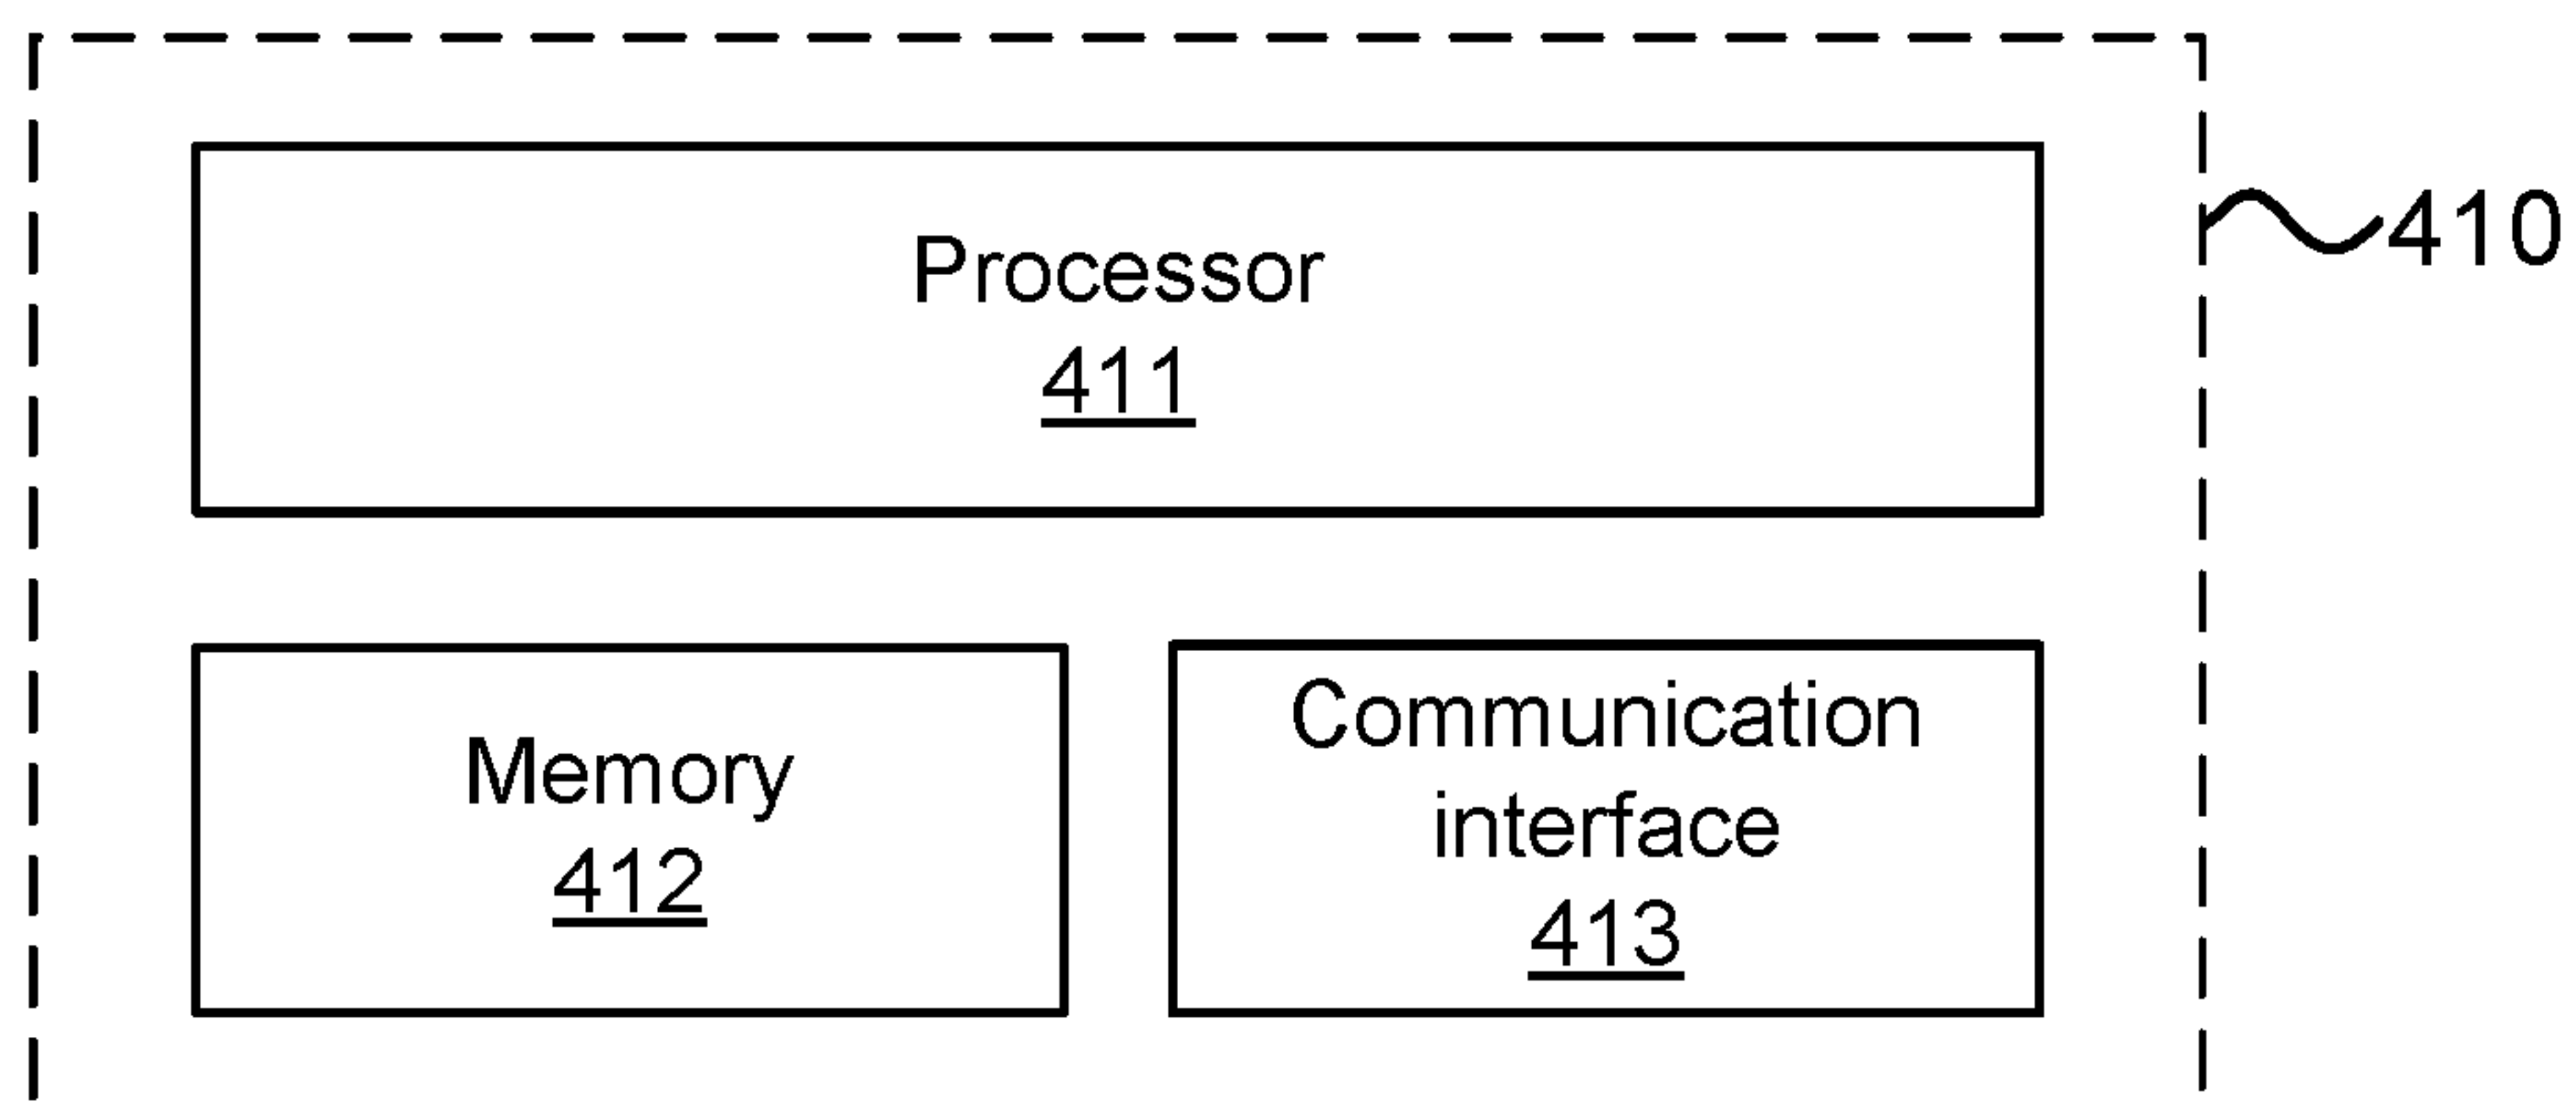 410
Processor
411
Memory
412
Communication
interface
413